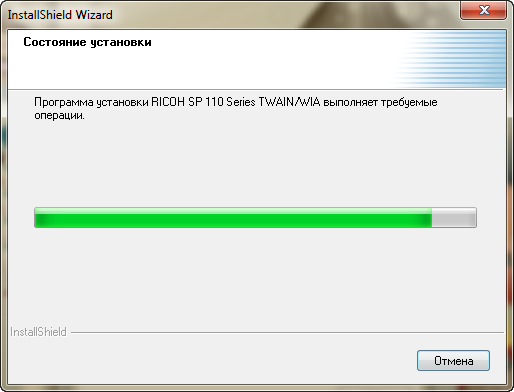 InstallShield Wizard
Состояние установки
Программа установки RICOH SP 110 Series TWAIN/WIA выполняет требуемые
операции.
InstallShield
Отмена